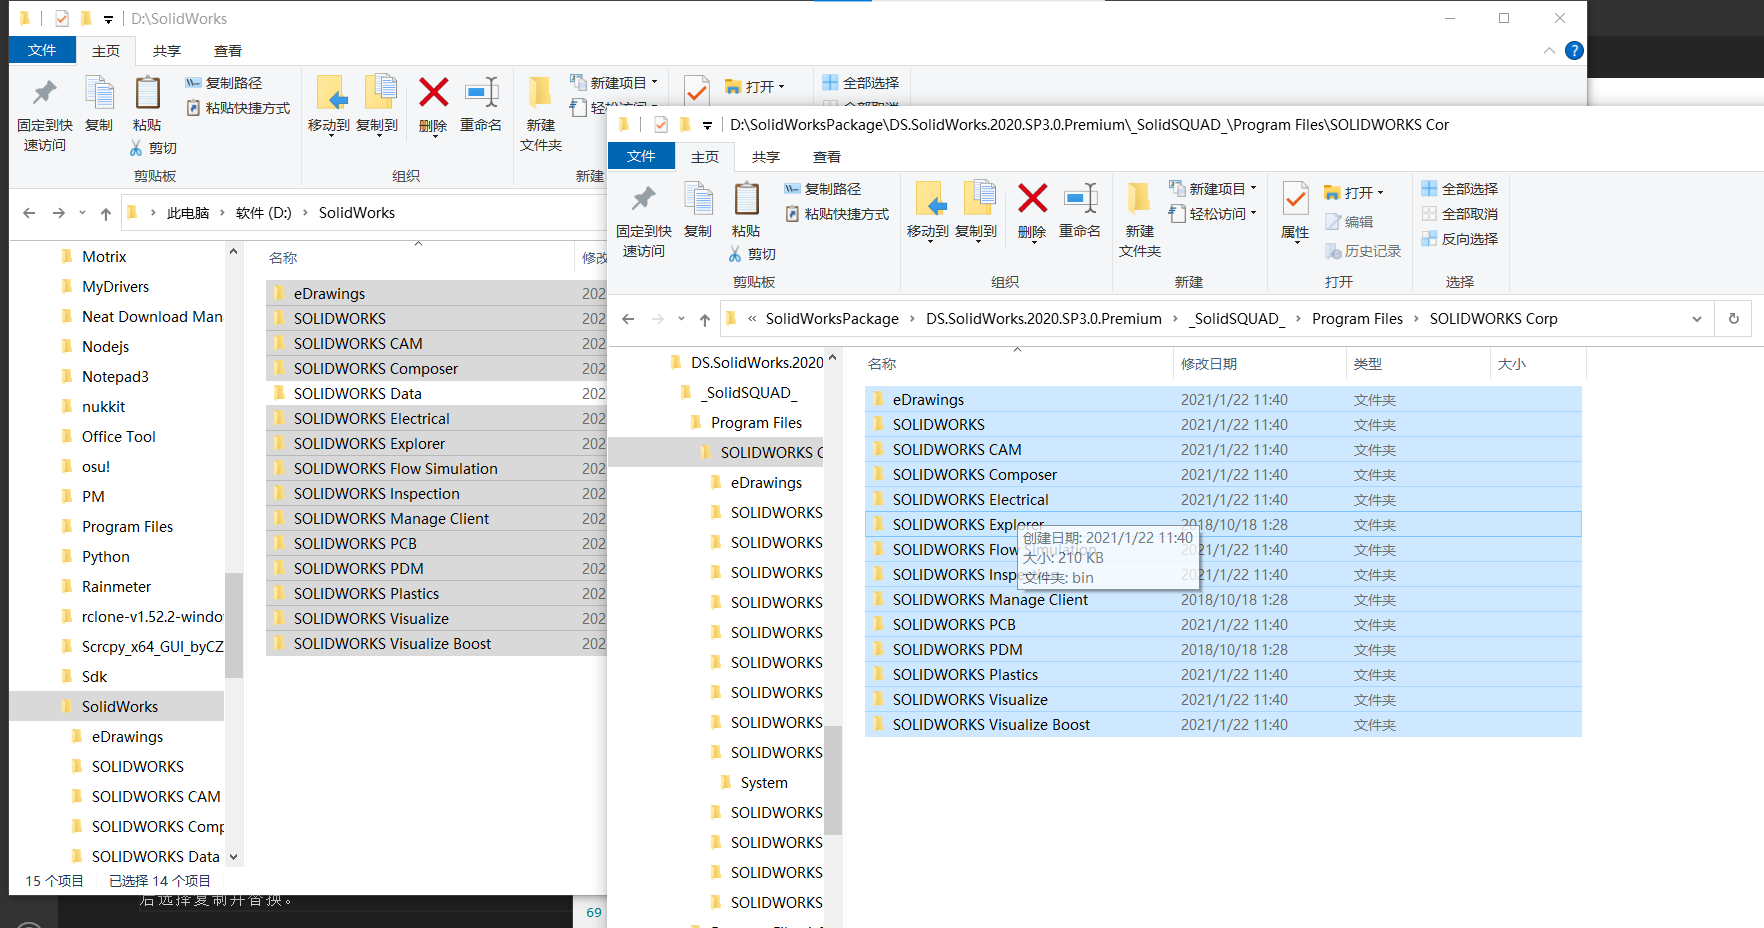 D:\SolidWorks
文件
主页
共享
查看
固定到快
速访问
复制
粘贴
复制路径
粘贴快捷方式
剪切
剪贴板
移动到
复制到
删除
重命名
组织
新建
文件夹
新建项目
轻松访问
新建
打开
全部选择
全部取消
此电脑
软件 (D:)
SolidWorks
Motrix
MyDrivers
Neat Download Man
Nodejs
Notepad3
nukkit
Office Tool
osu!
PM
Program Files
Python
Rainmeter
rclone-v1.52.2-windo
Scrcpy_x64_GUI_byCZ
Sdk
SolidWorks
eDrawings
SOLIDWORKS
SOLIDWORKS CAM
SOLIDWORKS Comp
SOLIDWORKS Data
名称
修改
eDrawings 202
SOLIDWORKS 202
SOLIDWORKS CAM 202
SOLIDWORKS Composer 202
SOLIDWORKS Data 202
SOLIDWORKS Electrical 202
SOLIDWORKS Explorer 202
SOLIDWORKS Flow Simulation 202
SOLIDWORKS Inspection 202
SOLIDWORKS Manage Client 202
SOLIDWORKS PCB 202
SOLIDWORKS PDM 202
SOLIDWORKS Plastics 202
SOLIDWORKS Visualize 202
SOLIDWORKS Visualize Boost 202
15 个项目
已选择 14 个项目
后选择复制并替换。
69
D:\SolidWorksPackage\DS.SolidWorks.2020.SP3.0.Premium\_SolidSQUAD_\Program Files\SOLIDWORKS Cor
文件
主页
共享
查看
固定到快
速访问
复制
粘贴
复制路径
粘贴快捷方式
剪切
剪贴板
移动到
复制到
删除
重命名
组织
新建
文件夹
新建项目
轻松访问
新建
属性
打开
编辑
历史记录
打开
全部选择
全部取消
反向选择
选择
« SolidWorksPackage
DS.SolidWorks.2020.SP3.0.Premium
_SolidSQUAD_
Program Files
SOLIDWORKS Corp
DS.SolidWorks.2020
_SolidSQUAD_
Program Files
SOLIDWORKS C
eDrawings
SOLIDWORKS
SOLIDWORKS
SOLIDWORKS
SOLIDWORKS
SOLIDWORKS
SOLIDWORKS
SOLIDWORKS
SOLIDWORKS
SOLIDWORKS
System
SOLIDWORKS
SOLIDWORKS
SOLIDWORKS
SOLIDWORKS
名称 修改日期 类型 大小
eDrawings 2021/1/22 11:40 文件夹
SOLIDWORKS 2021/1/22 11:40 文件夹
SOLIDWORKS CAM 2021/1/22 11:40 文件夹
SOLIDWORKS Composer 2021/1/22 11:40 文件夹
SOLIDWORKS Electrical 2021/1/22 11:40 文件夹
SOLIDWORKS Explorer 2018/10/18 1:28 文件夹
SOLIDWORKS Flow Simulation 2021/1/22 11:40 文件夹
SOLIDWORKS Inspection 2021/1/22 11:40 文件夹
SOLIDWORKS Manage Client 2018/10/18 1:28 文件夹
SOLIDWORKS PCB 2021/1/22 11:40 文件夹
SOLIDWORKS PDM 2018/10/18 1:28 文件夹
SOLIDWORKS Plastics 2021/1/22 11:40 文件夹
SOLIDWORKS Visualize 2021/1/22 11:40 文件夹
SOLIDWORKS Visualize Boost 2021/1/22 11:40 文件夹
创建日期: 2021/1/22 11:40
大小: 210 KB
文件夹: bin